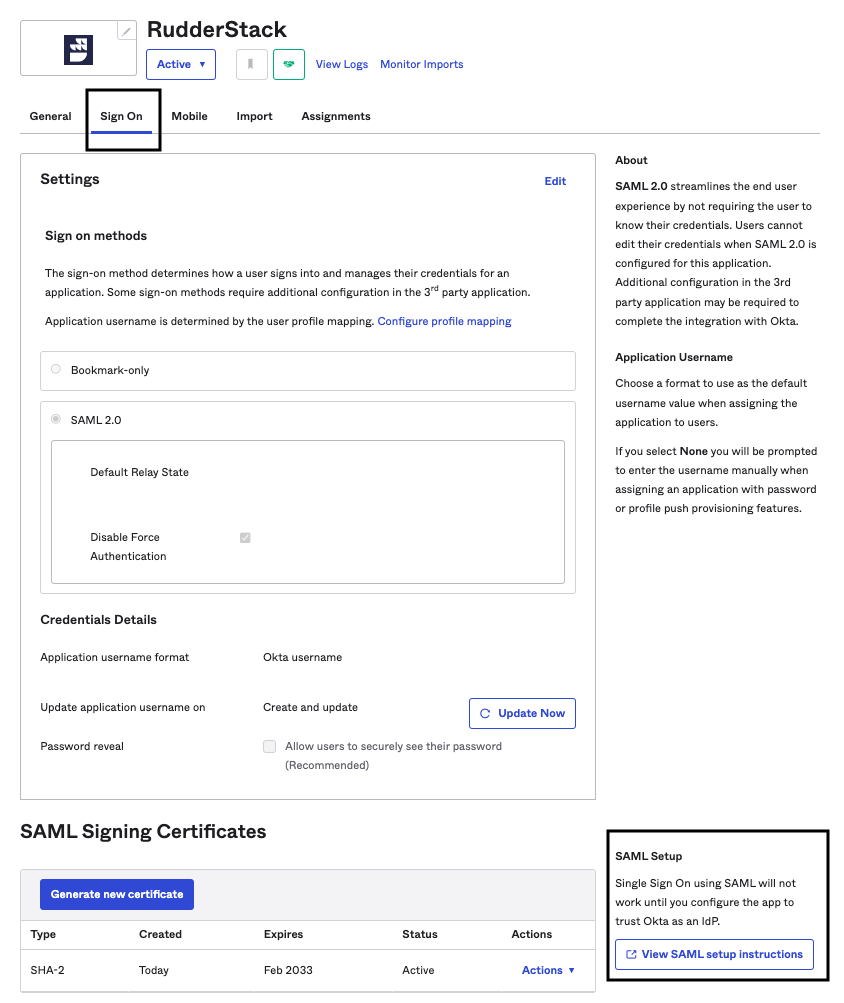 RudderStack
Active ▼
View Logs
Monitor Imports
General
Sign On
Mobile
Import
Assignments
Settings
Edit
Sign on methods
The sign-on method determines how a user signs into and manages their credentials for an
application. Some sign-on methods require additional configuration in the 3rd party application.
Application username is determined by the user profile mapping. Configure profile mapping
Bookmark-only
SAML 2.0
Default Relay State
Disable Force
Authentication
Credentials Details
Application username format
Okta username
Update application username on
Create and update
Update Now
Password reveal
Allow users to securely see their password
(Recommended)
About
SAML 2.0 streamlines the end user
experience by not requiring the user to
know their credentials. Users cannot
edit their credentials when SAML 2.0 is
configured for this application.
Additional configuration in the 3rd
party application may be required to
complete the integration with Okta.
Application Username
Choose a format to use as the default
username value when assigning the
application to users.
If you select None you will be prompted
to enter the username manually when
assigning an application with password
or profile push provisioning features.
SAML Signing Certificates
Generate new certificate
Type Created Expires Status Actions
SHA-2 Today Feb 2033 Active Actions ▼
SAML Setup
Single Sign On using SAML will not
work until you configure the app to
trust Okta as an IdP.
View SAML setup instructions